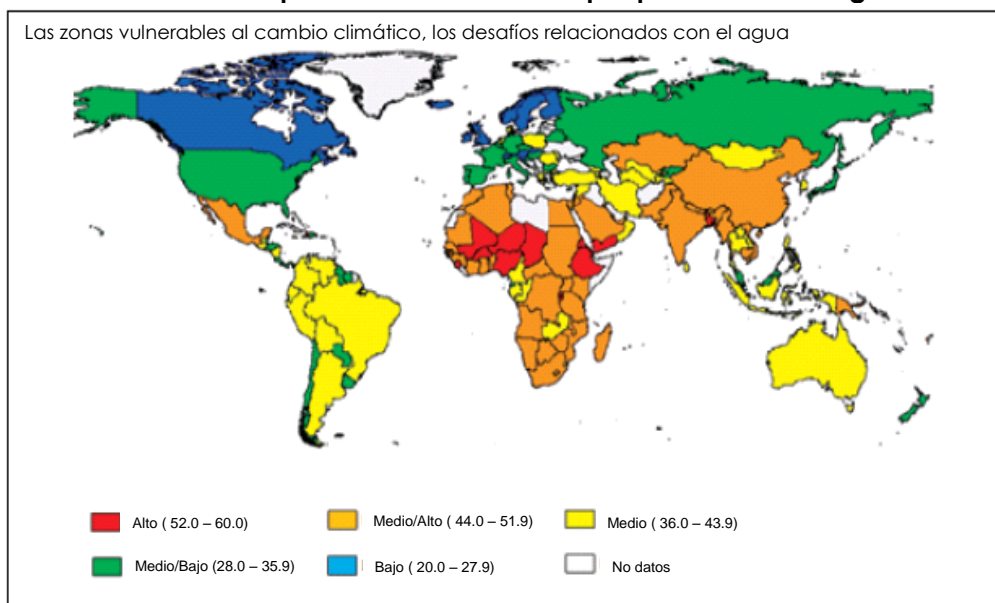 Las zonas vulnerables al cambio climático, los desafíos relacionados con el agua
Alto ( 52.0 – 60.0)
Medio/Alto ( 44.0 – 51.9)
Medio ( 36.0 – 43.9)
Medio/Bajo (28.0 – 35.9)
Bajo ( 20.0 – 27.9)
No datos